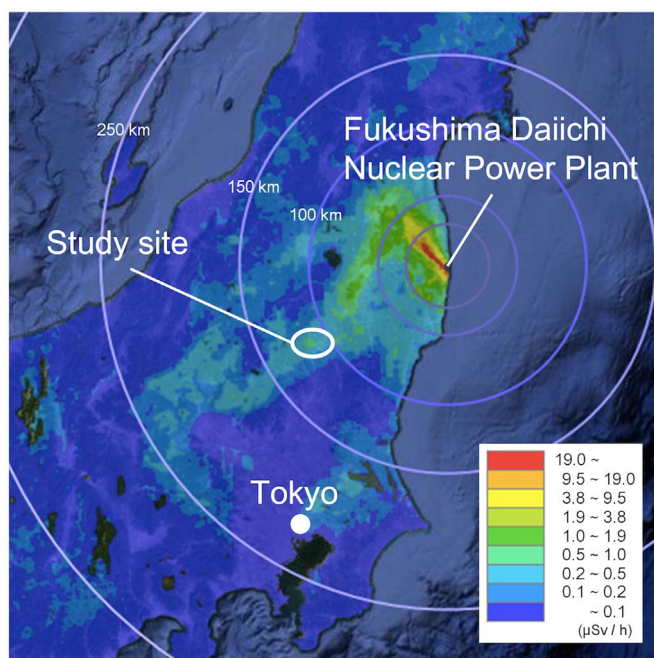 Fukushima Daiichi
Nuclear Power Plant
250 km
150 km
100 km
Study site
Tokyo
19.0 ~
9.5 ~ 19.0
3.8 ~ 9.5
1.9 ~ 3.8
1.0 ~ 1.9
0.5 ~ 1.0
0.2 ~ 0.5
0.1 ~ 0.2
~ 0.1
(µSv / h)